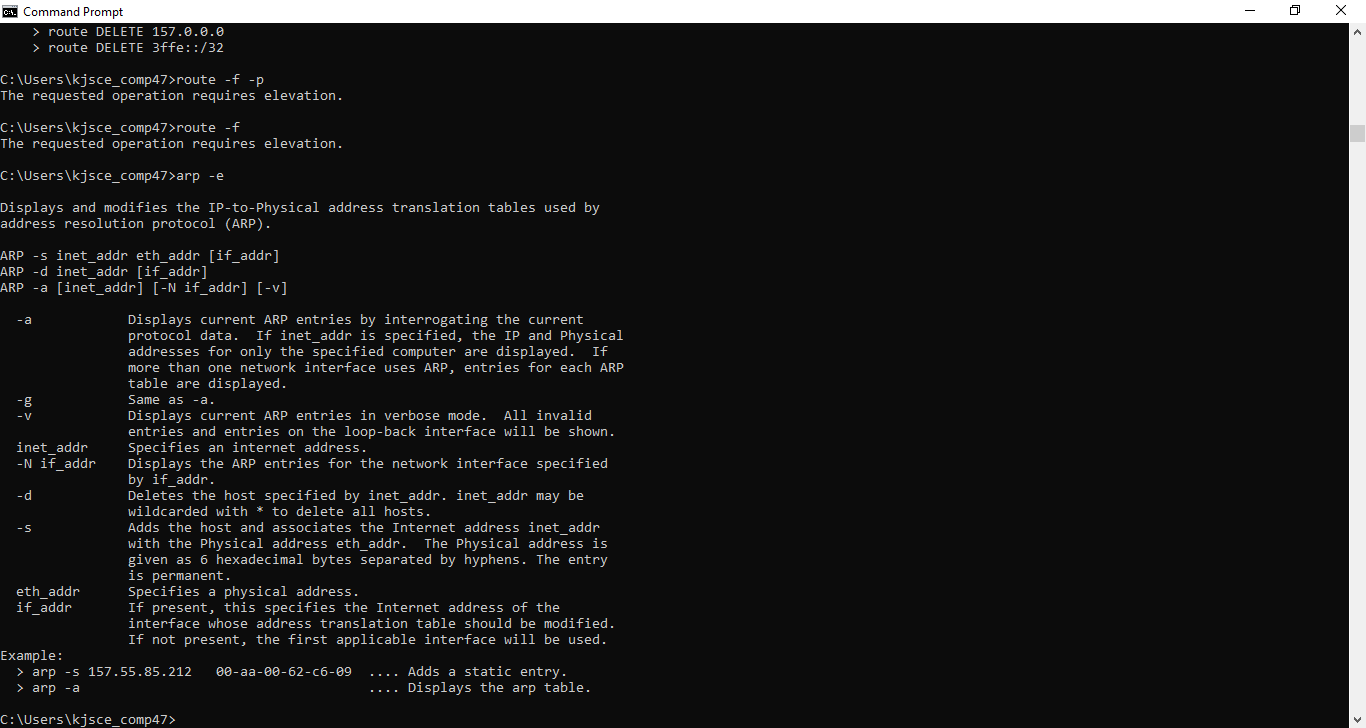 Command Prompt
> route DELETE 157.0.0.0
> route DELETE 3ffe::/32
C:\Users\kjsce_comp47>route -f -p
The requested operation requires elevation.
C:\Users\kjsce_comp47>route -f
The requested operation requires elevation.
C:\Users\kjsce_comp47>arp -e
Displays and modifies the IP-to-Physical address translation tables used by
address resolution protocol (ARP).
ARP -s inet_addr eth_addr [if_addr]
ARP -d inet_addr [if_addr]
ARP -a [inet_addr] [-N if_addr] [-v]
-a            Displays current ARP entries by interrogating the current
protocol data.  If inet_addr is specified, the IP and Physical
addresses for only the specified computer are displayed.  If
more than one network interface uses ARP, entries for each ARP
table are displayed.
-g            Same as -a.
-v            Displays current ARP entries in verbose mode.  All invalid
entries and entries on the loop-back interface will be shown.
inet_addr     Specifies an internet address.
-N if_addr    Displays the ARP entries for the network interface specified
by if_addr.
-d            Deletes the host specified by inet_addr. inet_addr may be
wildcarded with * to delete all hosts.
-s            Adds the host and associates the Internet address inet_addr
with the Physical address eth_addr.  The Physical address is
given as 6 hexadecimal bytes separated by hyphens. The entry
is permanent.
eth_addr      Specifies a physical address.
if_addr       If present, this specifies the Internet address of the
interface whose address translation table should be modified.
If not present, the first applicable interface will be used.
Example:
> arp -s 157.55.85.212   00-aa-00-62-c6-09  .... Adds a static entry.
> arp -a                                    .... Displays the arp table.
C:\Users\kjsce_comp47>